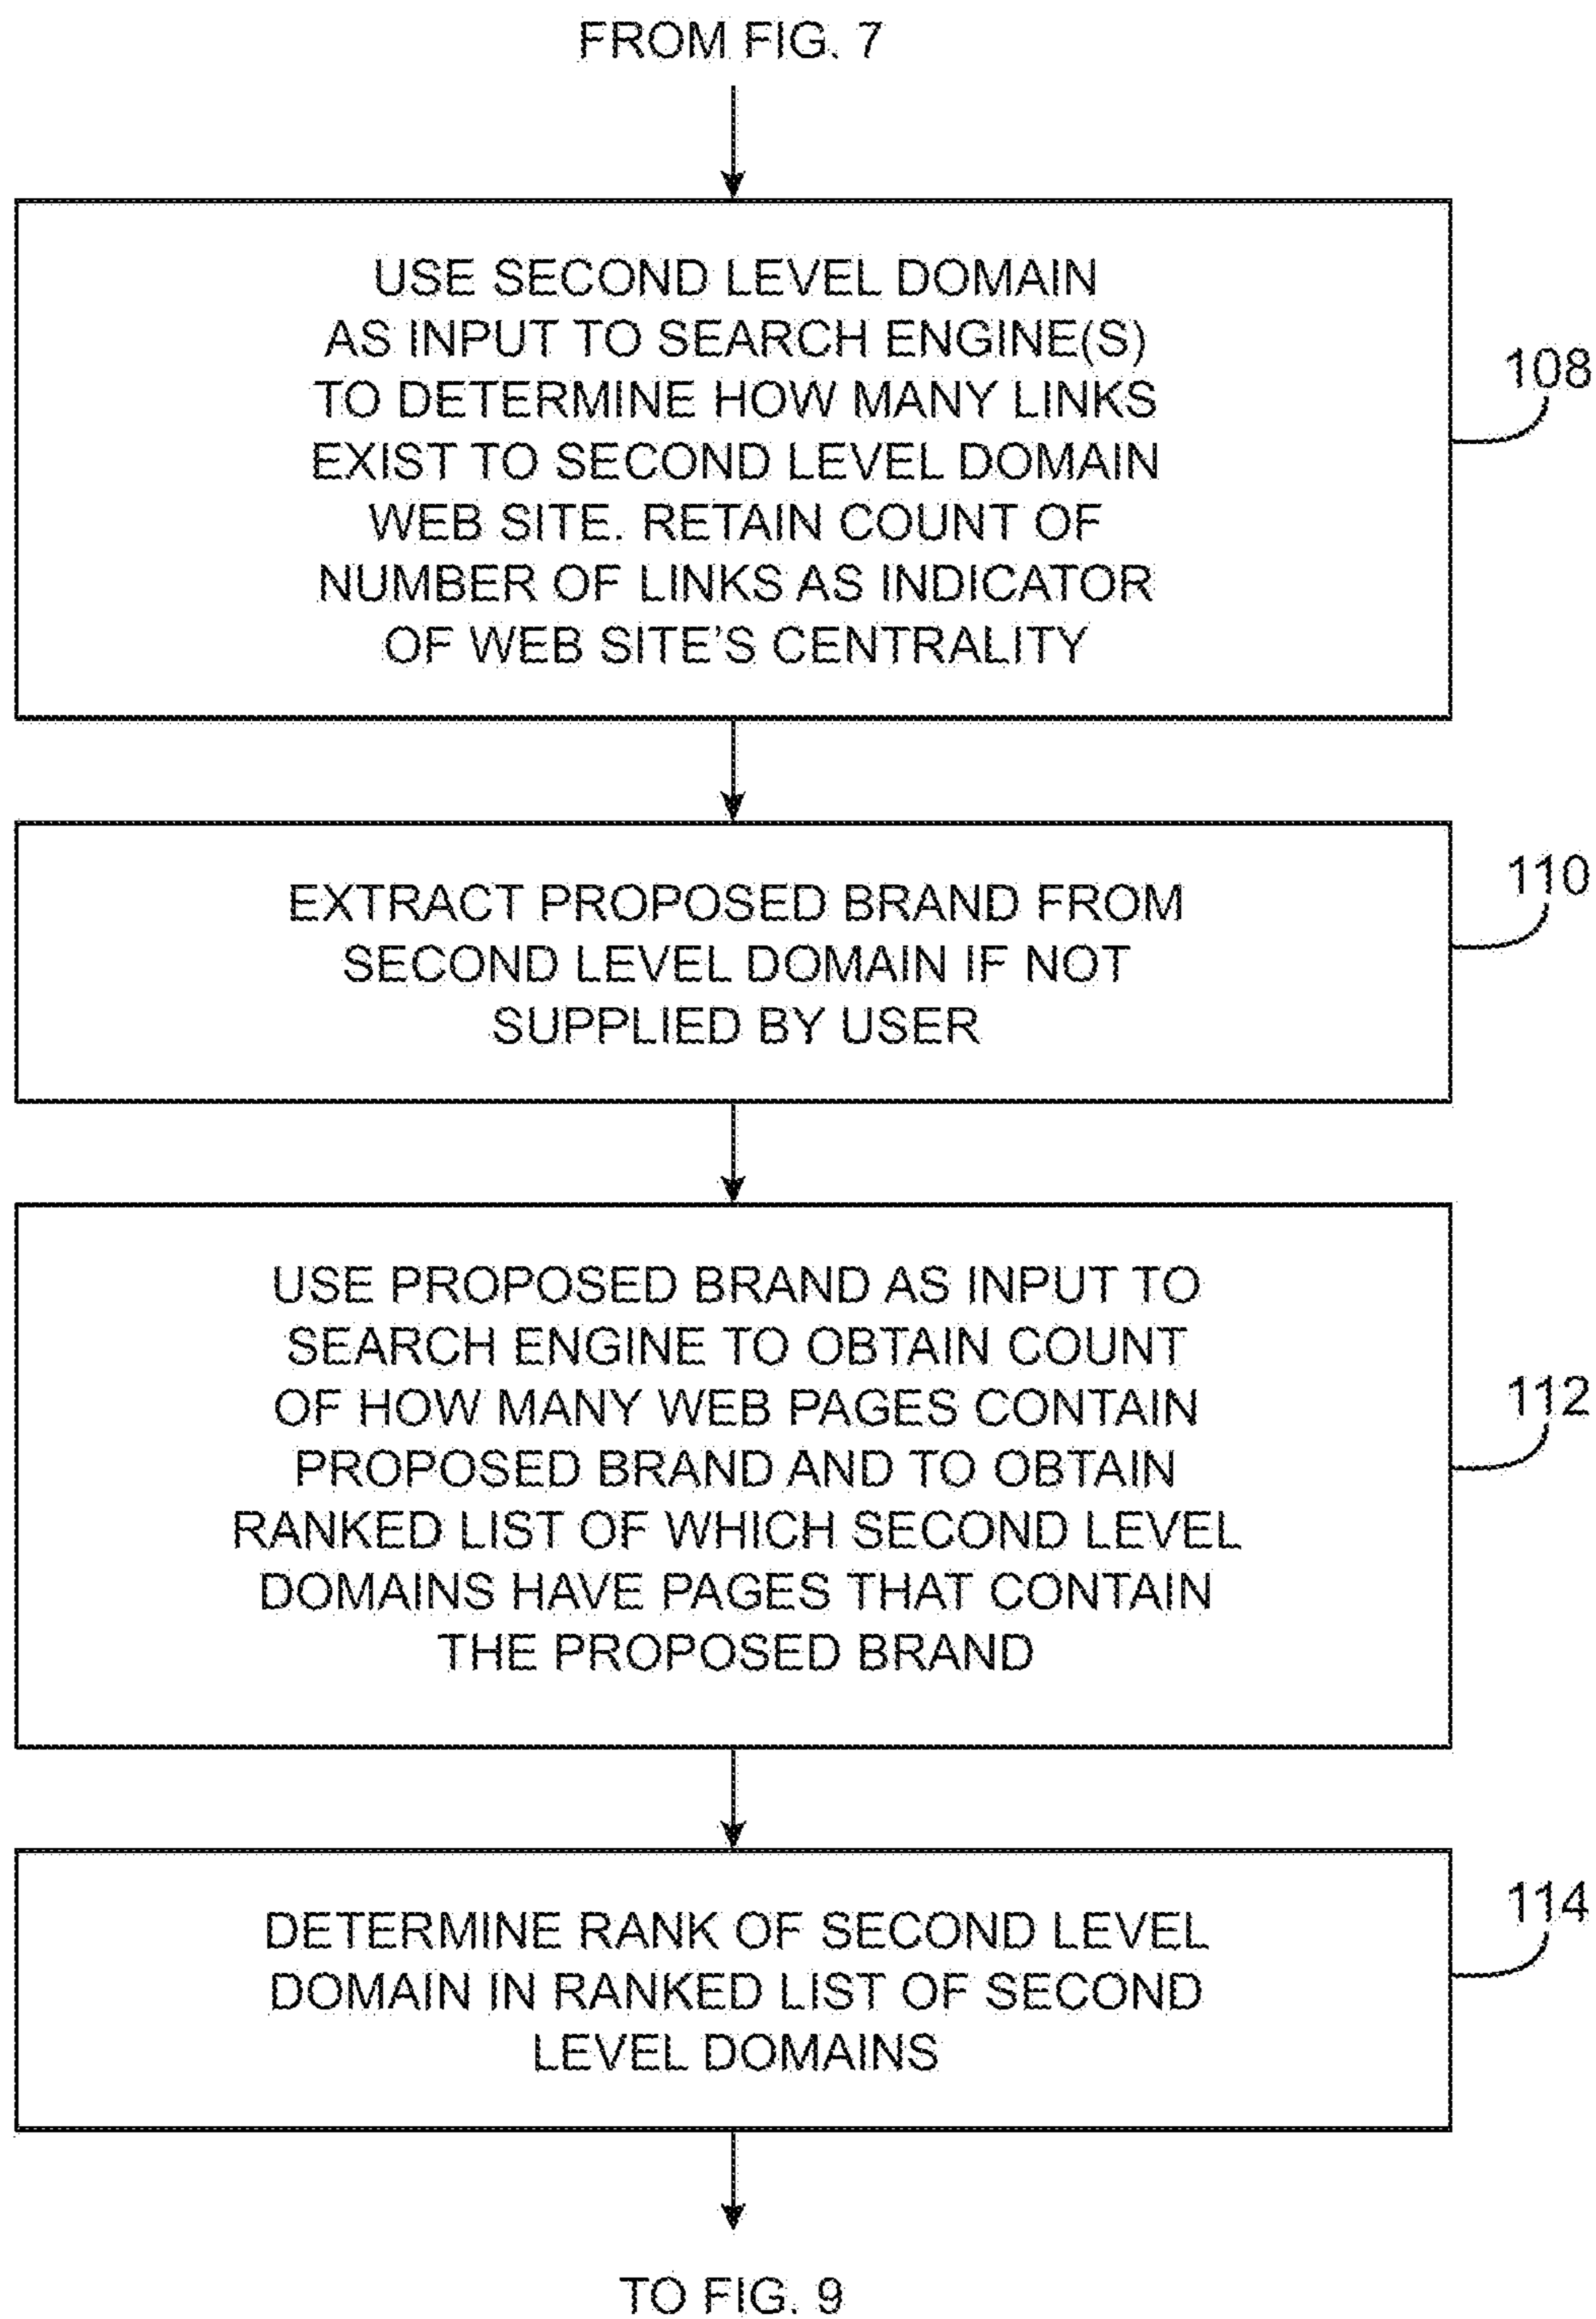 FROM FIG. 7
USE SECOND LEVEL DOMAIN
AS INPUT TO SEARCH ENGINE(S)
TO DETERMINE HOW MANY LINKS
EXIST TO SECOND LEVEL DOMAIN
WEB SITE. RETAIN COUNT OF
NUMBER OF LINKS AS INDICATOR
OF WEB SITE'S CENTRALITY
108
EXTRACT PROPOSED BRAND FROM
SECOND LEVEL DOMAIN IF NOT
SUPPLIED BY USER
110
USE PROPOSED BRAND AS INPUT TO
SEARCH ENGINE TO OBTAIN COUNT
OF HOW MANY WEB PAGES CONTAIN
PROPOSED BRAND AND TO OBTAIN
RANKED LIST OF WHICH SECOND LEVEL
DOMAINS HAVE PAGES THAT CONTAIN
THE PROPOSED BRAND
112
DETERMINE RANK OF SECOND LEVEL
DOMAIN IN RANKED LIST OF SECOND
LEVEL DOMAINS
114
TO FIG. 9